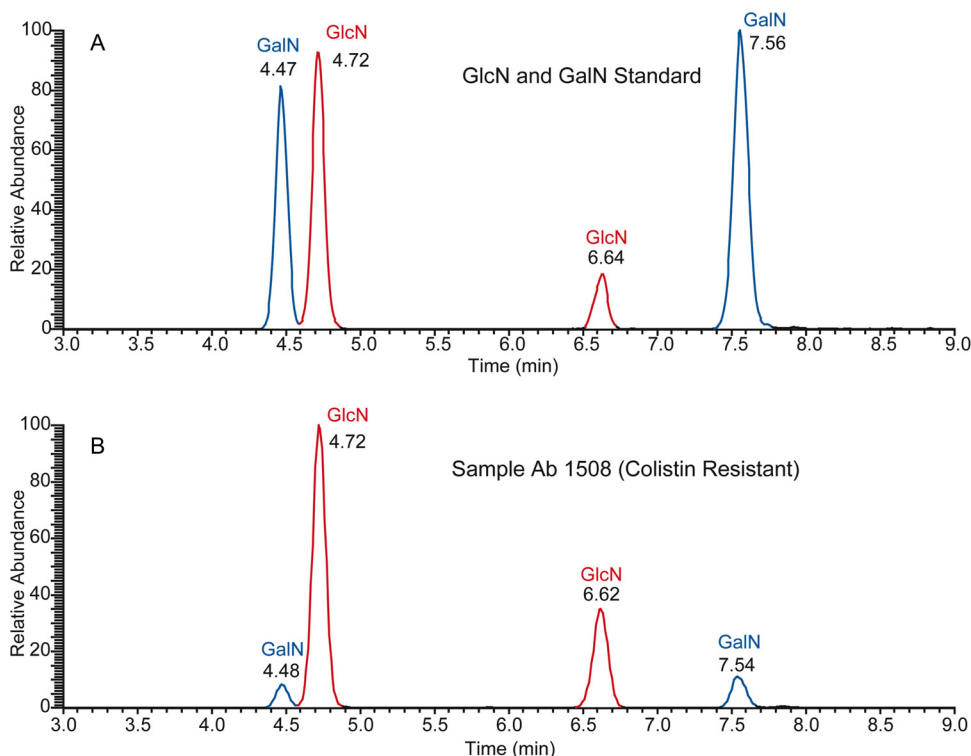 A
GlcN and GalN Standard
GalN
4.47
GlcN
4.72
GlcN
6.64
GalN
7.56
Relative Abundance
100
80
60
40
20
0
3.0 3.5 4.0 4.5 5.0 5.5 6.0 6.5 7.0 7.5 8.0 8.5 9.0
Time (min)
B
Sample Ab 1508 (Colistin Resistant)
GalN
4.48
GlcN
4.72
GlcN
6.62
GalN
7.54
Relative Abundance
100
80
60
40
20
0
3.0 3.5 4.0 4.5 5.0 5.5 6.0 6.5 7.0 7.5 8.0 8.5 9.0
Time (min)